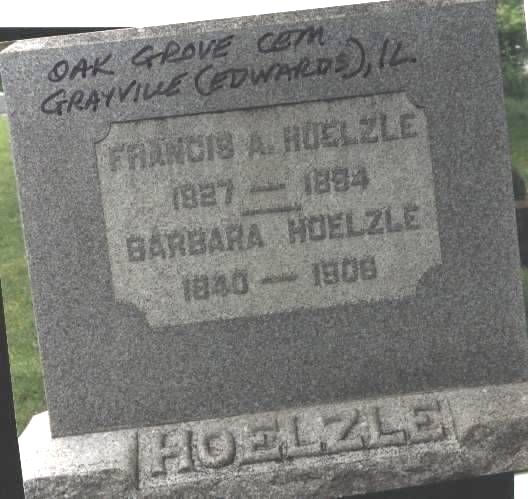 OAK GROVE CEM
GRAYVILLE (EDWARDS), IL.
FRANCIS A. HOELZLE
1827 — 1894
BARBARA HOELZLE
1840 — 1906
HOELZLE